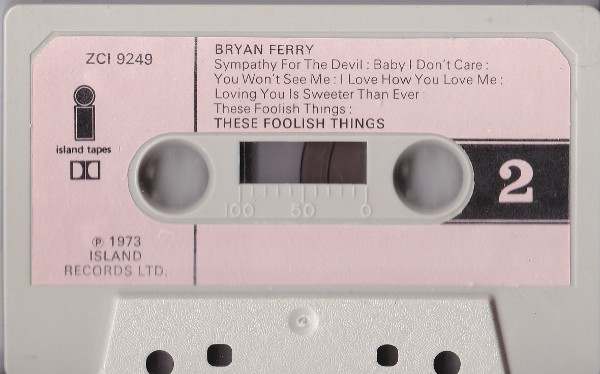 ZCI 9249
island tapes
℗ 1973
ISLAND
RECORDS LTD.
BRYAN FERRY
Sympathy For The Devil : Baby I Don't Care :
You Won't See Me : I Love How You Love Me :
Loving You Is Sweeter Than Ever
These Foolish Things :
THESE FOOLISH THINGS
2
100 50 0